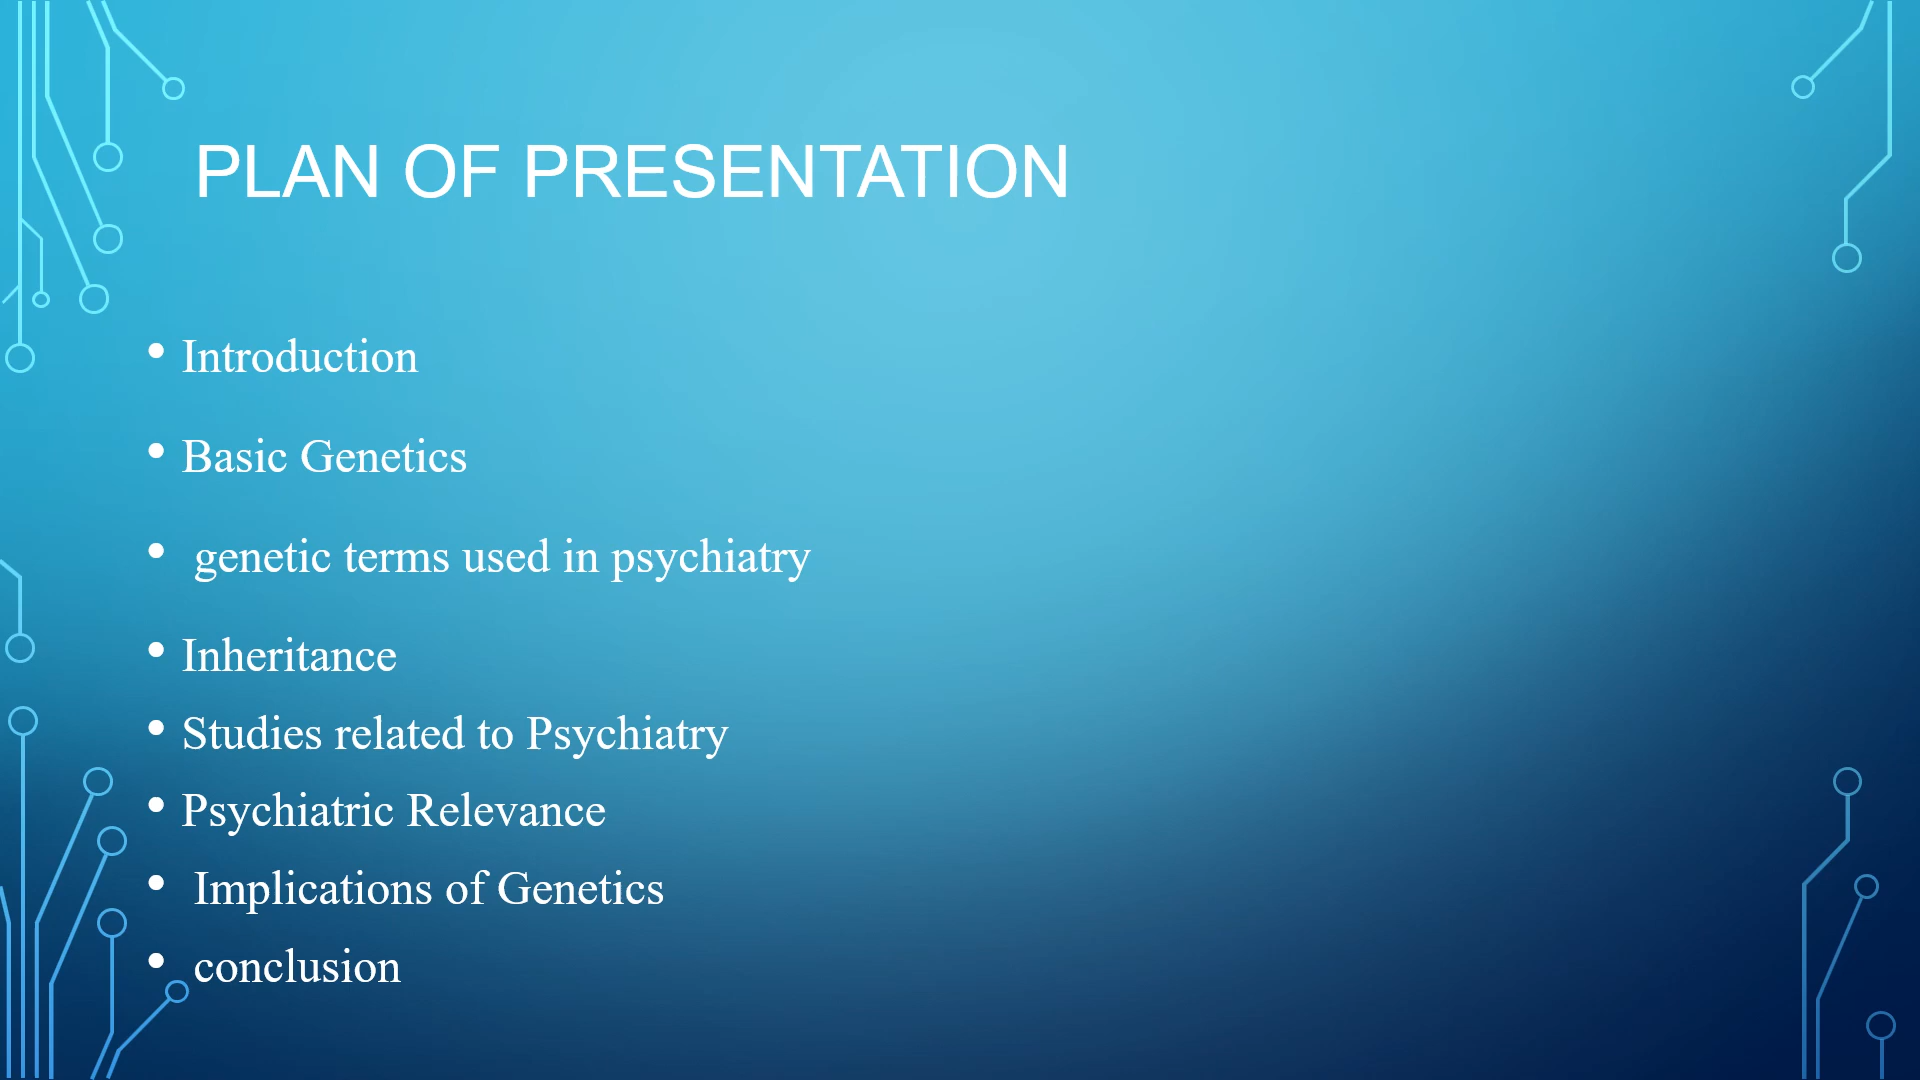 PLAN OF PRESENTATION
• Introduction
• Basic Genetics
• genetic terms used in psychiatry
• Inheritance
• Studies related to Psychiatry
• Psychiatric Relevance
• Implications of Genetics
• conclusion